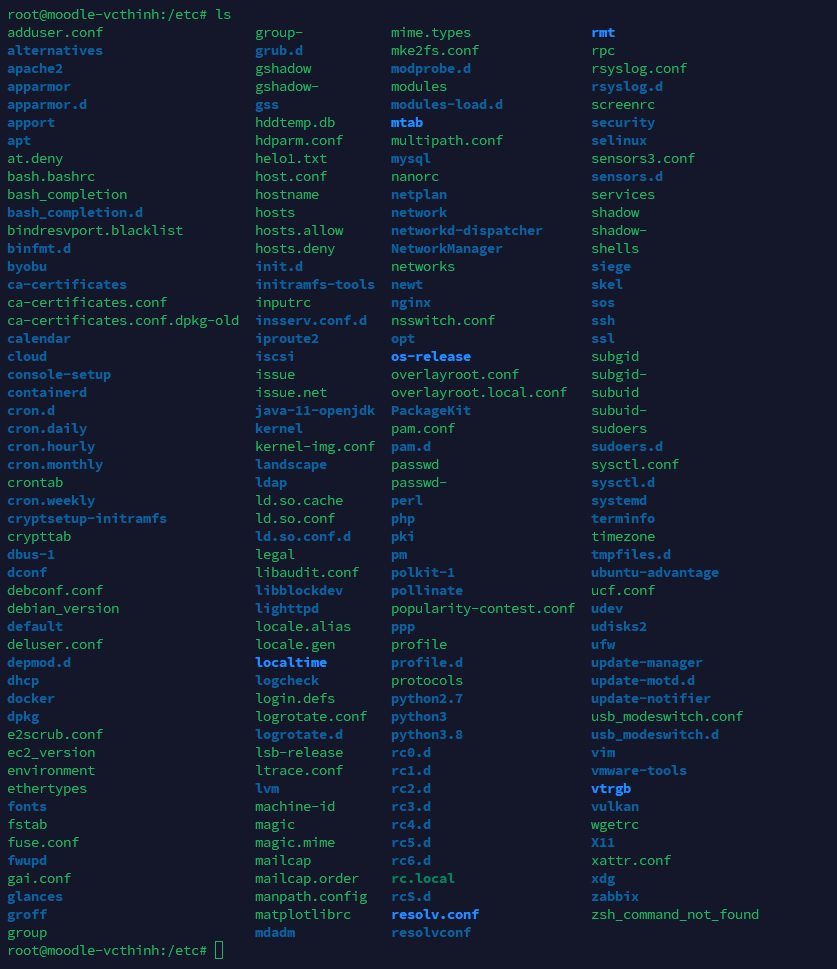 root@moodle-vcthinh:/etc# ls
adduser.conf group- mime.types rmt
alternatives grub.d mke2fs.conf rpc
apache2 gshadow modprobe.d rsyslog.conf
apparmor gshadow- modules rsyslog.d
apparmor.d gss modules-load.d screenrc
apport hddtemp.db mtab security
apt hdparm.conf multipath.conf selinux
at.deny helo1.txt mysql sensors3.conf
bash.bashrc host.conf nanorc sensors.d
bash_completion hostname netplan services
bash_completion.d hosts network shadow
bindresvport.blacklist hosts.allow networkd-dispatcher shadow-
binfmt.d hosts.deny NetworkManager shells
byobu init.d networks siege
ca-certificates initramfs-tools newt skel
ca-certificates.conf inputrc nginx sos
ca-certificates.conf.dpkg-old insserv.conf.d nsswitch.conf ssh
calendar iproute2 opt ssl
cloud iscsi os-release subgid
console-setup issue overlayroot.conf subgid-
containerd issue.net overlayroot.local.conf subuid
cron.d java-11-openjdk PackageKit subuid-
cron.daily kernel pam.conf sudoers
cron.hourly kernel-img.conf pam.d sudoers.d
cron.monthly landscape passwd sysctl.conf
crontab ldap passwd- sysctl.d
cron.weekly ld.so.cache perl systemd
cryptsetup-initramfs ld.so.conf php terminfo
crypttab ld.so.conf.d pki timezone
dbus-1 legal pm tmpfiles.d
dconf libaudit.conf polkit-1 ubuntu-advantage
debconf.conf libblockdev pollinate ucf.conf
debian_version lighttpd popularity-contest.conf udev
default locale.alias ppp udisks2
deluser.conf locale.gen profile ufw
depmod.d localtime profile.d update-manager
dhcp logcheck protocols update-motd.d
docker login.defs python2.7 update-notifier
dpkg logrotate.conf python3 usb_modeswitch.conf
e2scrub.conf logrotate.d python3.8 usb_modeswitch.d
ec2_version lsb-release rc0.d vim
environment ltrace.conf rc1.d vmware-tools
ethertypes lvm rc2.d vtrgb
fonts machine-id rc3.d vulkan
fstab magic rc4.d wgetrc
fuse.conf magic.mime rc5.d X11
fwupd mailcap rc6.d xattr.conf
gai.conf mailcap.order rc.local xdg
glances manpath.config rcS.d zabbix
groff matplotlibrc resolv.conf zsh_command_not_found
group mdadm resolvconf
root@moodle-vcthinh:/etc#